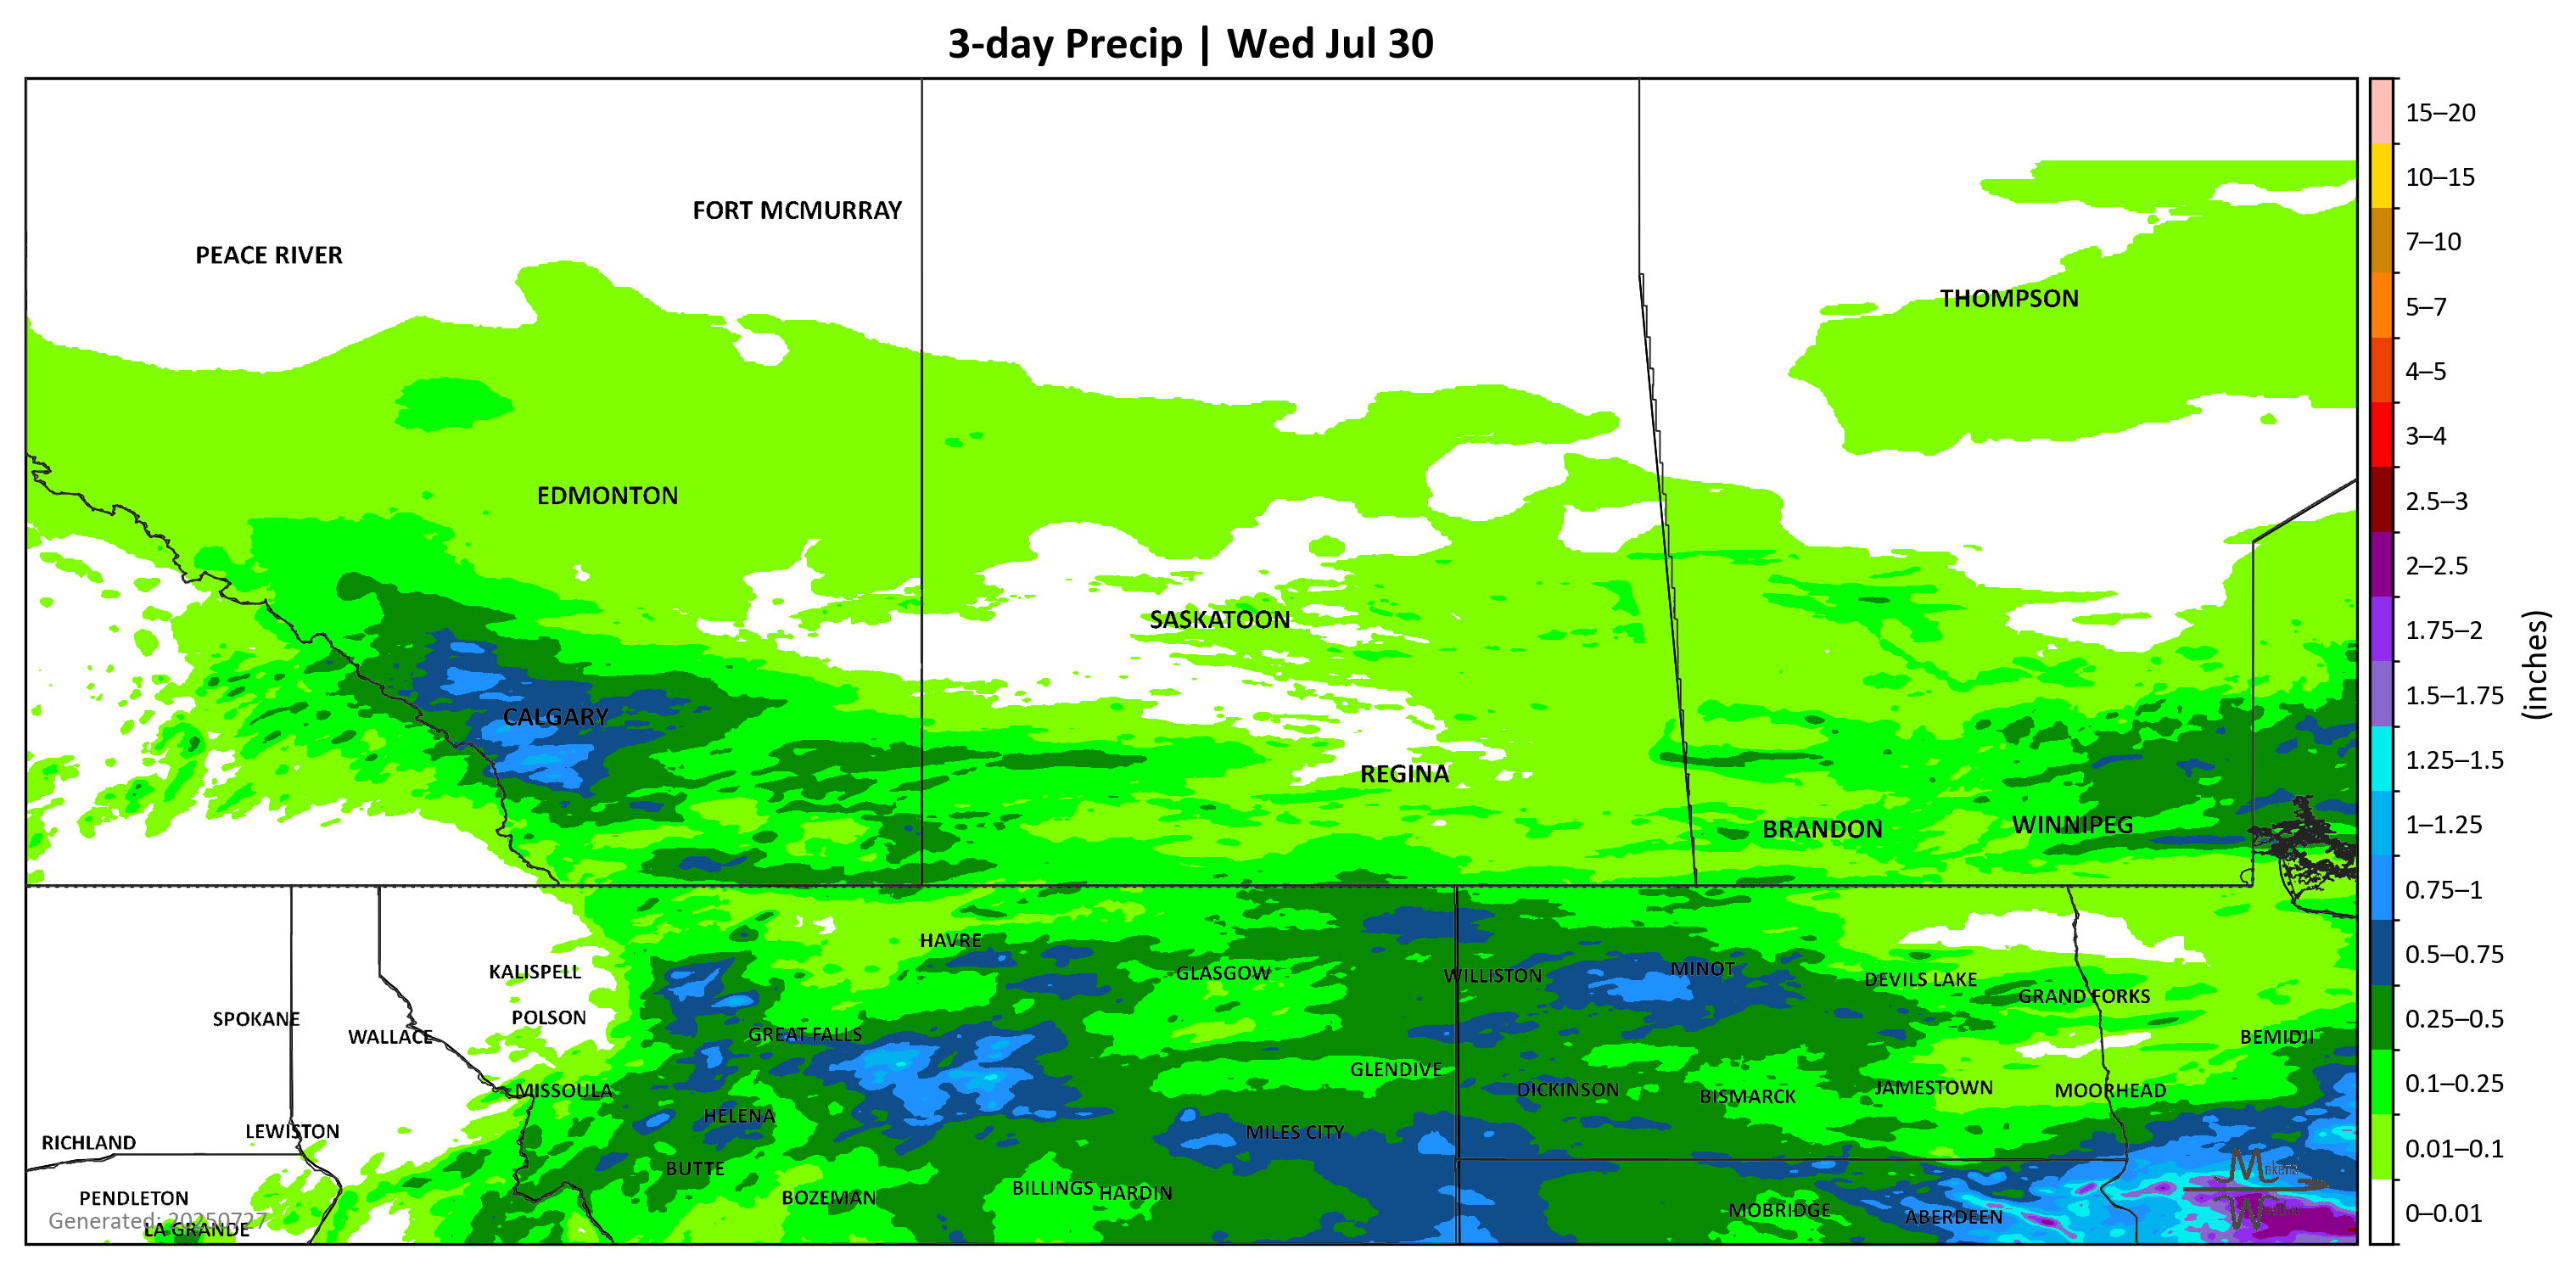 3-day Precip | Wed Jul 30
15–20
10–15
7–10
5–7
4–5
3–4
2.5–3
2–2.5
1.75–2
1.5–1.75
1.25–1.5
1–1.25
0.75–1
0.5–0.75
0.25–0.5
0.1–0.25
0.01–0.1
0–0.01
(inches)
FORT MCMURRAY
PEACE RIVER
THOMPSON
EDMONTON
SASKATOON
CALGARY
REGINA
BRANDON
WINNIPEG
HAVRE
KALISPELL
GLASGOW
WILLISTON
MINOT
DEVILS LAKE
GRAND FORKS
SPOKANE
POLSON
WALLACE
GREAT FALLS
BEMIDJI
GLENDIVE
MISSOULA
DICKINSON
BISMARCK
JAMESTOWN
MOORHEAD
HELENA
LEWISTON
MILES CITY
RICHLAND
BUTTE
BILLINGS
HARDIN
PENDLETON
BOZEMAN
MOBRIDGE
ABERDEEN
Generated: 20250727
LA GRANDE